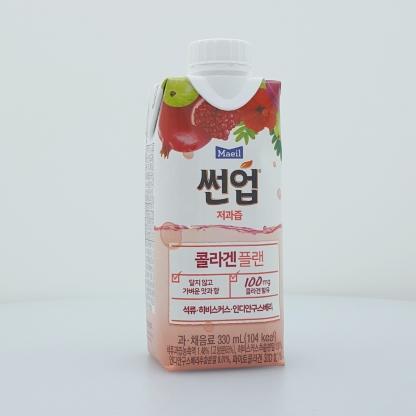 Maeil
썬업
저과즙
콜라겐 플랜
달지 않고
가벼운 맛과 향
100mg
콜라겐 함유
석류·히비스커스·인디안구스베리
과·채음료 330 mL(104 kcal)